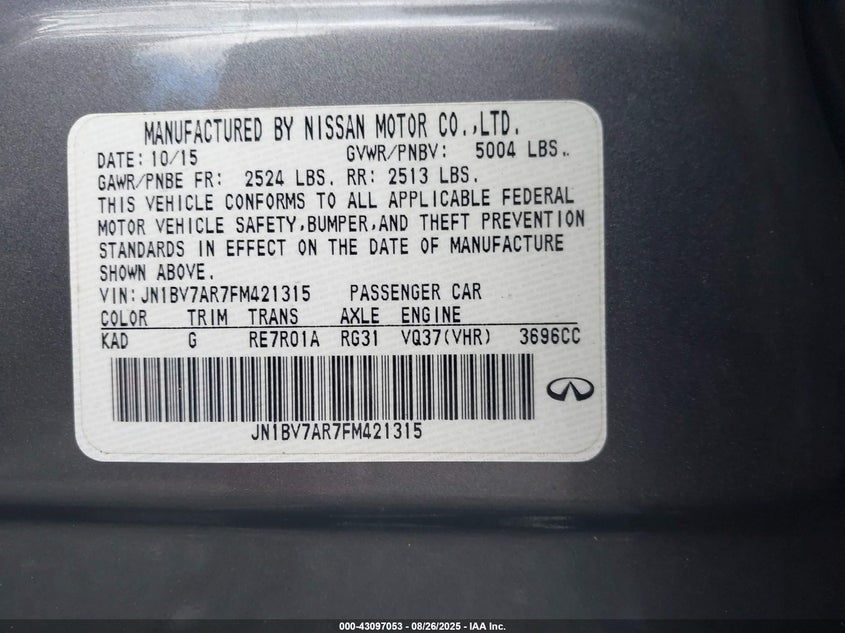 MANUFACTURED BY NISSAN MOTOR CO.,LTD.
DATE: 10/15 GVWR/PNBV: 5004 LBS.
GAWR/PNBE FR: 2524 LBS. RR: 2513 LBS.
THIS VEHICLE CONFORMS TO ALL APPLICABLE FEDERAL
MOTOR VEHICLE SAFETY,BUMPER,AND THEFT PREVENTION
STANDARDS IN EFFECT ON THE DATE OF MANUFACTURE
SHOWN ABOVE.
VIN: JN1BV7AR7FM421315 PASSENGER CAR
COLOR TRIM TRANS AXLE ENGINE
KAD G RE7R01A RG31 VQ37(VHR) 3696CC
JN1BV7AR7FM421315
000-43097053 - 08/26/2025 - IAA Inc.